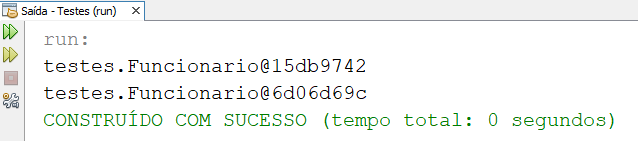 Saída - Testes (run)
run:
testes.Funcionario@15db9742
testes.Funcionario@6d06d69c
CONSTRUÍDO COM SUCESSO (tempo total: 0 segundos)